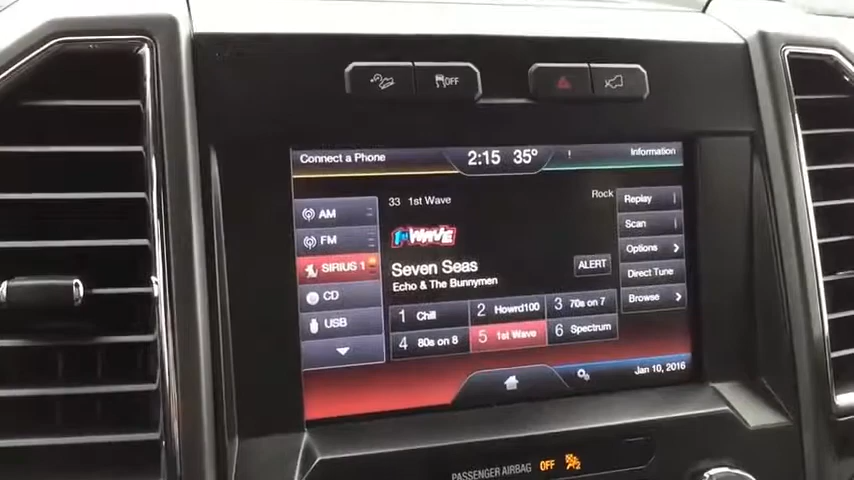 OFF
Connect a Phone 2:15 35° ! Information
33 1st Wave Rock
AM
FM
SIRIUS 1
CD
USB
1st WAVE
Seven Seas
Echo & The Bunnymen
ALERT
1 Chill 2 Howrd100 3 70s on 7
4 80s on 8 5 1st Wave 6 Spectrum
Replay
Scan
Options
Direct Tune
Browse
Jan 10, 2016
PASSENGER AIRBAG OFF